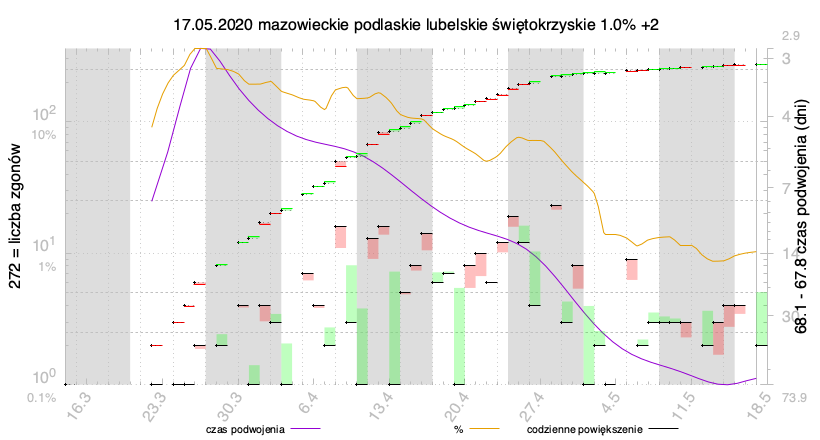 17.05.2020 mazowieckie podlaskie lubelskie świętokrzyskie 1.0% +2
2.9
3
10²
10%
4
7
10¹
1%
14
30
10⁰
0.1%
73.9
272 = liczba zgonów
68.1 - 67.8 czas podwojenia (dni)
16.3 23.3 30.3 6.4 13.4 20.4 27.4 4.5 11.5 18.5
czas podwojenia % codzienne powiększenie